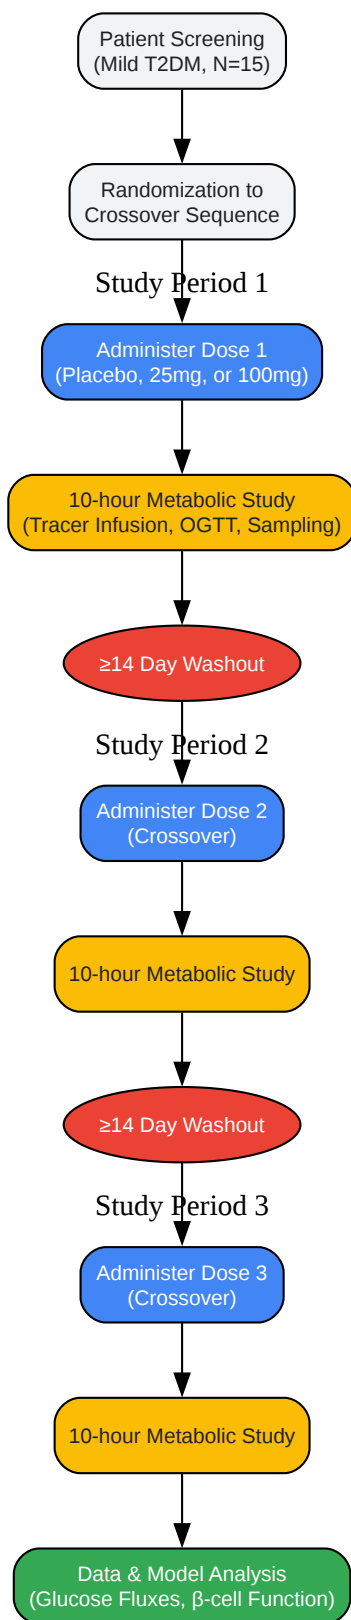 Patient Screening
(Mild T2DM, N=15)
Randomization to
Crossover Sequence
Study Period 1
Administer Dose 1
(Placebo, 25mg, or 100mg)
10-hour Metabolic Study
(Tracer Infusion, OGTT, Sampling)
≥14 Day Washout
Study Period 2
Administer Dose 2
(Crossover)
10-hour Metabolic Study
≥14 Day Washout
Study Period 3
Administer Dose 3
(Crossover)
10-hour Metabolic Study
Data & Model Analysis
(Glucose Fluxes, β-cell Function)